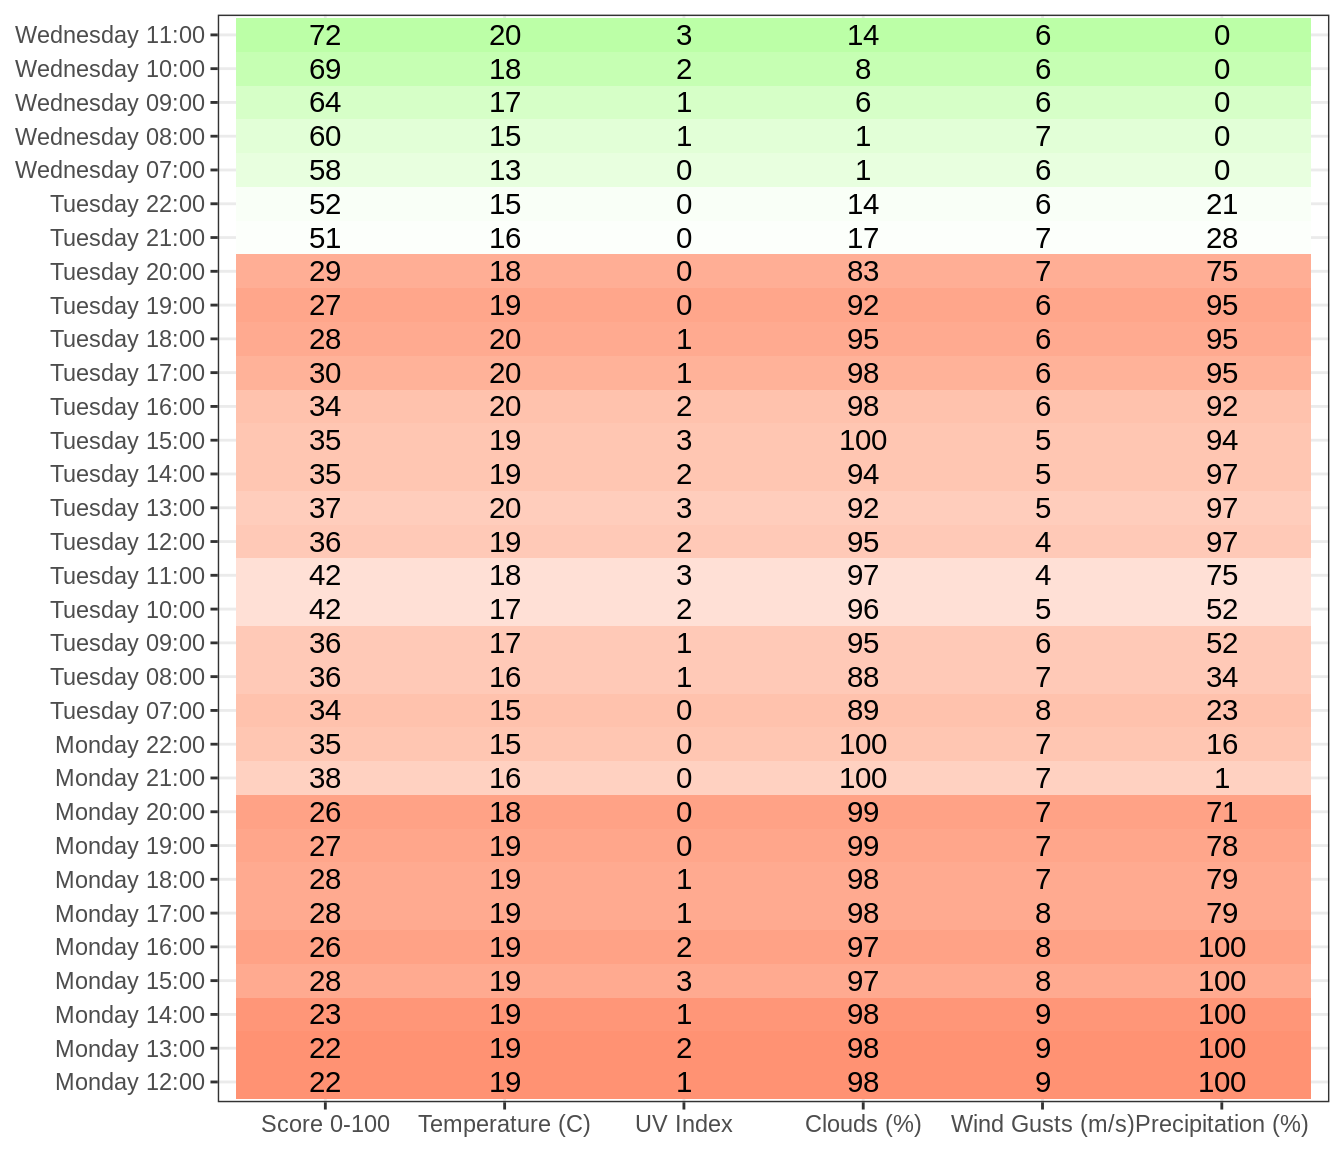 Wednesday 11:00 72 20 3 14 6 0
Wednesday 10:00 69 18 2 8 6 0
Wednesday 09:00 64 17 1 6 6 0
Wednesday 08:00 60 15 1 1 7 0
Wednesday 07:00 58 13 0 1 6 0
Tuesday 22:00 52 15 0 14 6 21
Tuesday 21:00 51 16 0 17 7 28
Tuesday 20:00 29 18 0 83 7 75
Tuesday 19:00 27 19 0 92 6 95
Tuesday 18:00 28 20 1 95 6 95
Tuesday 17:00 30 20 1 98 6 95
Tuesday 16:00 34 20 2 98 6 92
Tuesday 15:00 35 19 3 100 5 94
Tuesday 14:00 35 19 2 94 5 97
Tuesday 13:00 37 20 3 92 5 97
Tuesday 12:00 36 19 2 95 4 97
Tuesday 11:00 42 18 3 97 4 75
Tuesday 10:00 42 17 2 96 5 52
Tuesday 09:00 36 17 1 95 6 52
Tuesday 08:00 36 16 1 88 7 34
Tuesday 07:00 34 15 0 89 8 23
Monday 22:00 35 15 0 100 7 16
Monday 21:00 38 16 0 100 7 1
Monday 20:00 26 18 0 99 7 71
Monday 19:00 27 19 0 99 7 78
Monday 18:00 28 19 1 98 7 79
Monday 17:00 28 19 1 98 8 79
Monday 16:00 26 19 2 97 8 100
Monday 15:00 28 19 3 97 8 100
Monday 14:00 23 19 1 98 9 100
Monday 13:00 22 19 2 98 9 100
Monday 12:00 22 19 1 98 9 100
Score 0-100 Temperature (C) UV Index Clouds (%) Wind Gusts (m/s) Precipitation (%)